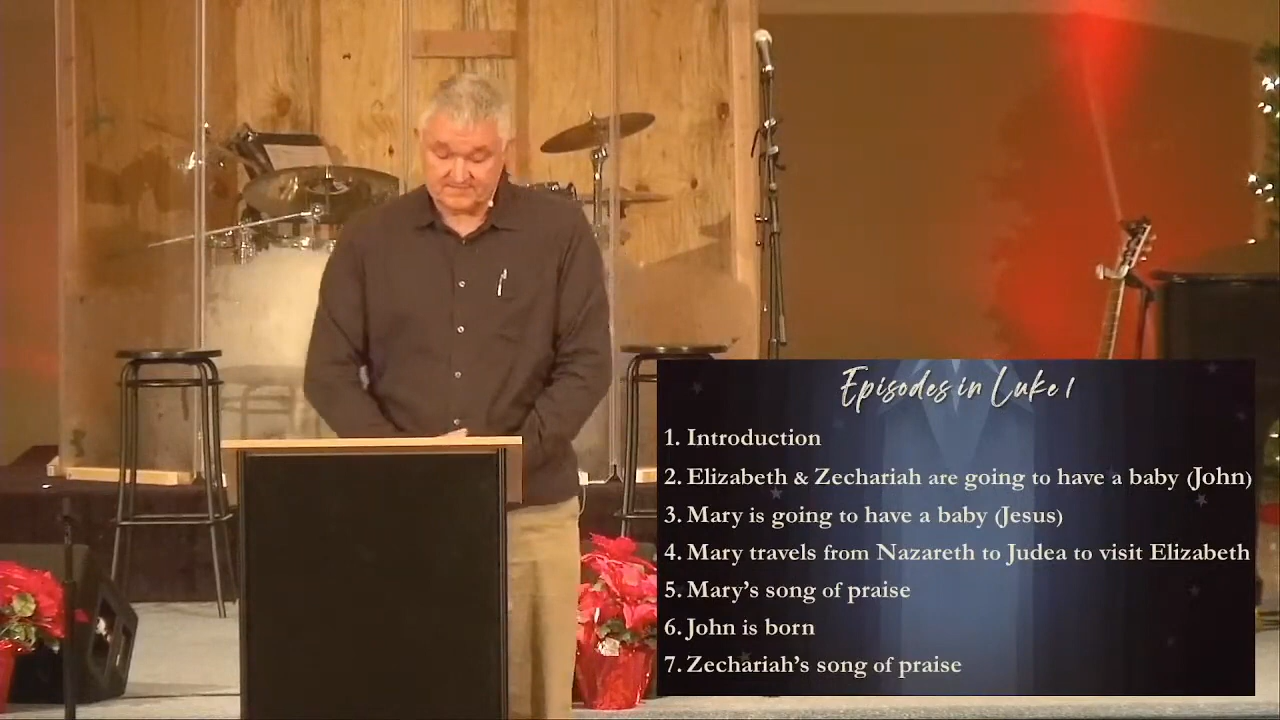 Episodes in Luke 1
1. Introduction
2. Elizabeth & Zechariah are going to have a baby (John)
3. Mary is going to have a baby (Jesus)
4. Mary travels from Nazareth to Judea to visit Elizabeth
5. Mary's song of praise
6. John is born
7. Zechariah's song of praise